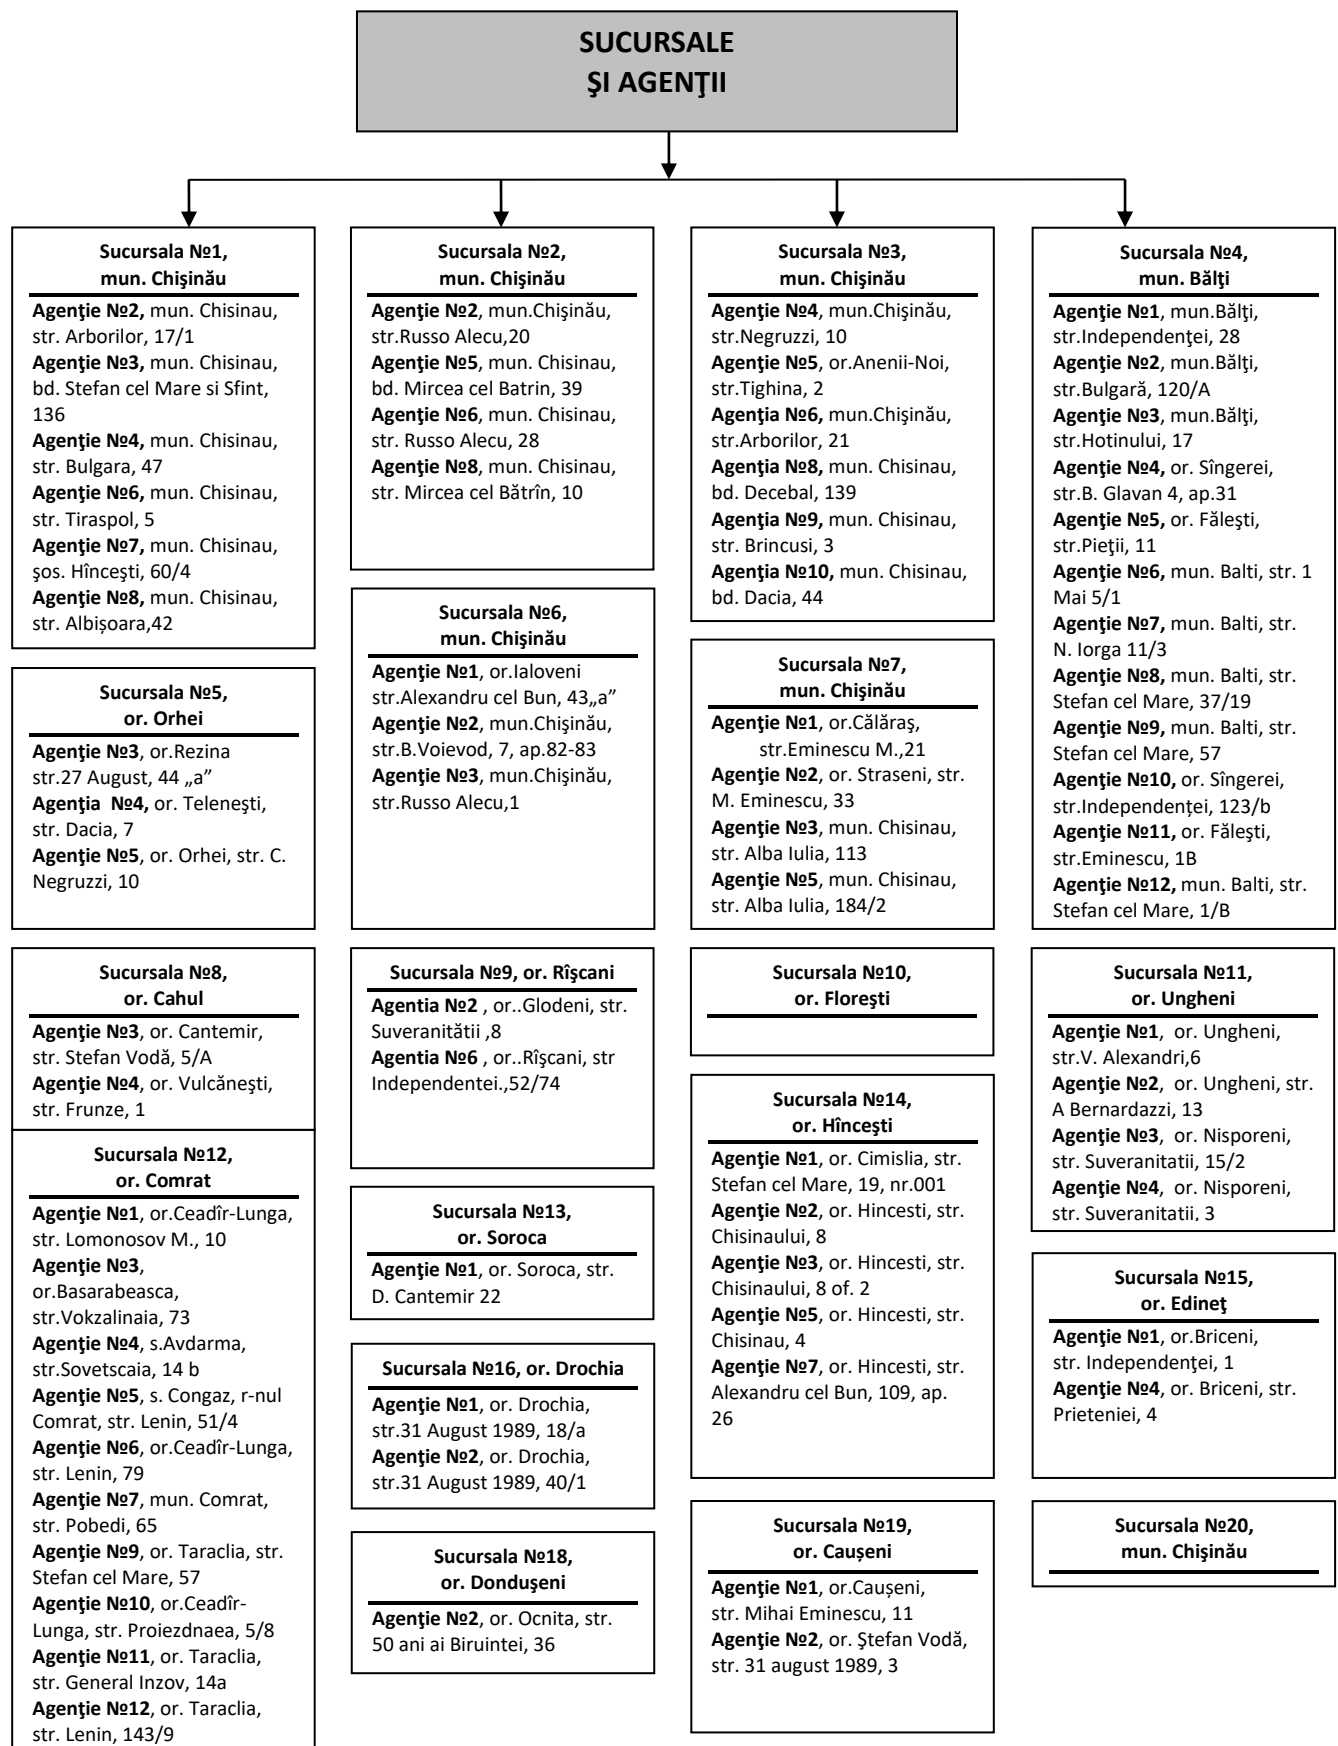 SUCURSALE
ŞI AGENŢII
Sucursala №1,
mun. Chişinău
Agenţie №2, mun. Chisinau,
str. Arborilor, 17/1
Agenţie №3, mun. Chisinau,
bd. Stefan cel Mare si Sfint,
136
Agenţie №4, mun. Chisinau,
str. Bulgara, 47
Agenţie №6, mun. Chisinau,
str. Tiraspol, 5
Agenţie №7, mun. Chisinau,
şos. Hînceşti, 60/4
Agenţie №8, mun. Chisinau,
str. Albișoara,42
Sucursala №2,
mun. Chişinău
Agenţie №2, mun.Chişinău,
str.Russo Alecu,20
Agenţie №5, mun. Chisinau,
bd. Mircea cel Batrin, 39
Agenţie №6, mun. Chisinau,
str. Russo Alecu, 28
Agenţie №8, mun. Chisinau,
str. Mircea cel Bătrîn, 10
Sucursala №3,
mun. Chişinău
Agenţie №4, mun.Chişinău,
str.Negruzzi, 10
Agenţie №5, or.Anenii-Noi,
str.Tighina, 2
Agenţia №6, mun.Chişinău,
str.Arborilor, 21
Agenţia №8, mun. Chisinau,
bd. Decebal, 139
Agenţia №9, mun. Chisinau,
str. Brincusi, 3
Agenţia №10, mun. Chisinau,
bd. Dacia, 44
Sucursala №4,
mun. Bălţi
Agenţie №1, mun.Bălţi,
str.Independenţei, 28
Agenţie №2, mun.Bălţi,
str.Bulgară, 120/A
Agenţie №3, mun.Bălţi,
str.Hotinului, 17
Agenţie №4, or. Sîngerei,
str.B. Glavan 4, ap.31
Agenţie №5, or. Făleşti,
str.Pieţii, 11
Agenţie №6, mun. Balti, str. 1
Mai 5/1
Agenţie №7, mun. Balti, str.
N. Iorga 11/3
Agenţie №8, mun. Balti, str.
Stefan cel Mare, 37/19
Agenţie №9, mun. Balti, str.
Stefan cel Mare, 57
Agenţie №10, or. Sîngerei,
str.Independenței, 123/b
Agenţie №11, or. Făleşti,
str.Eminescu, 1B
Agenţie №12, mun. Balti, str.
Stefan cel Mare, 1/B
Sucursala №5,
or. Orhei
Agenţie №3, or.Rezina
str.27 August, 44 „a”
Agenţia №4, or. Teleneşti,
str. Dacia, 7
Agenţie №5, or. Orhei, str. C.
Negruzzi, 10
Sucursala №6,
mun. Chişinău
Agenţie №1, or.Ialoveni
str.Alexandru cel Bun, 43„a”
Agenţie №2, mun.Chişinău,
str.B.Voievod, 7, ap.82-83
Agenţie №3, mun.Chişinău,
str.Russo Alecu,1
Sucursala №7,
mun. Chişinău
Agenţie №1, or.Călăraş,
str.Eminescu M.,21
Agenţie №2, or. Straseni, str.
M. Eminescu, 33
Agenţie №3, mun. Chisinau,
str. Alba Iulia, 113
Agenţie №5, mun. Chisinau,
str. Alba Iulia, 184/2
Sucursala №8,
or. Cahul
Agenţie №3, or. Cantemir,
str. Stefan Vodă, 5/A
Agenţie №4, or. Vulcăneşti,
str. Frunze, 1
Sucursala №9, or. Rîşcani
Agentia №2 , or..Glodeni, str.
Suveranitătii ,8
Agentia №6 , or..Rîşcani, str
Independentei.,52/74
Sucursala №10,
or. Floreşti
Sucursala №11,
or. Ungheni
Agenţie №1, or. Ungheni,
str.V. Alexandri,6
Agenţie №2, or. Ungheni, str.
A Bernardazzi, 13
Agenţie №3, or. Nisporeni,
str. Suveranitatii, 15/2
Agenţie №4, or. Nisporeni,
str. Suveranitatii, 3
Sucursala №12,
or. Comrat
Agenţie №1, or.Ceadîr-Lunga,
str. Lomonosov M., 10
Agenţie №3,
or.Basarabeasca,
str.Vokzalinaia, 73
Agenţie №4, s.Avdarma,
str.Sovetscaia, 14 b
Agenţie №5, s. Congaz, r-nul
Comrat, str. Lenin, 51/4
Agenţie №6, or.Ceadîr-Lunga,
str. Lenin, 79
Agenţie №7, mun. Comrat,
str. Pobedi, 65
Agenţie №9, or. Taraclia, str.
Stefan cel Mare, 57
Agenţie №10, or.Ceadîr-
Lunga, str. Proiezdnaea, 5/8
Agenţie №11, or. Taraclia,
str. General Inzov, 14a
Agenţie №12, or. Taraclia,
str. Lenin, 143/9
Sucursala №13,
or. Soroca
Agenţie №1, or. Soroca, str.
D. Cantemir 22
Sucursala №14,
or. Hînceşti
Agenţie №1, or. Cimislia, str.
Stefan cel Mare, 19, nr.001
Agenţie №2, or. Hincesti, str.
Chisinaului, 8
Agenţie №3, or. Hincesti, str.
Chisinaului, 8 of. 2
Agenţie №5, or. Hincesti, str.
Chisinau, 4
Agenţie №7, or. Hincesti, str.
Alexandru cel Bun, 109, ap.
26
Sucursala №15,
or. Edineţ
Agenţie №1, or.Briceni,
str. Independenţei, 1
Agenţie №4, or. Briceni, str.
Prieteniei, 4
Sucursala №16, or. Drochia
Agenţie №1, or. Drochia,
str.31 August 1989, 18/a
Agenţie №2, or. Drochia,
str.31 August 1989, 40/1
Sucursala №18,
or. Donduşeni
Agenţie №2, or. Ocnita, str.
50 ani ai Biruintei, 36
Sucursala №19,
or. Caușeni
Agenţie №1, or.Caușeni,
str. Mihai Eminescu, 11
Agenţie №2, or. Ştefan Vodă,
str. 31 august 1989, 3
Sucursala №20,
mun. Chişinău